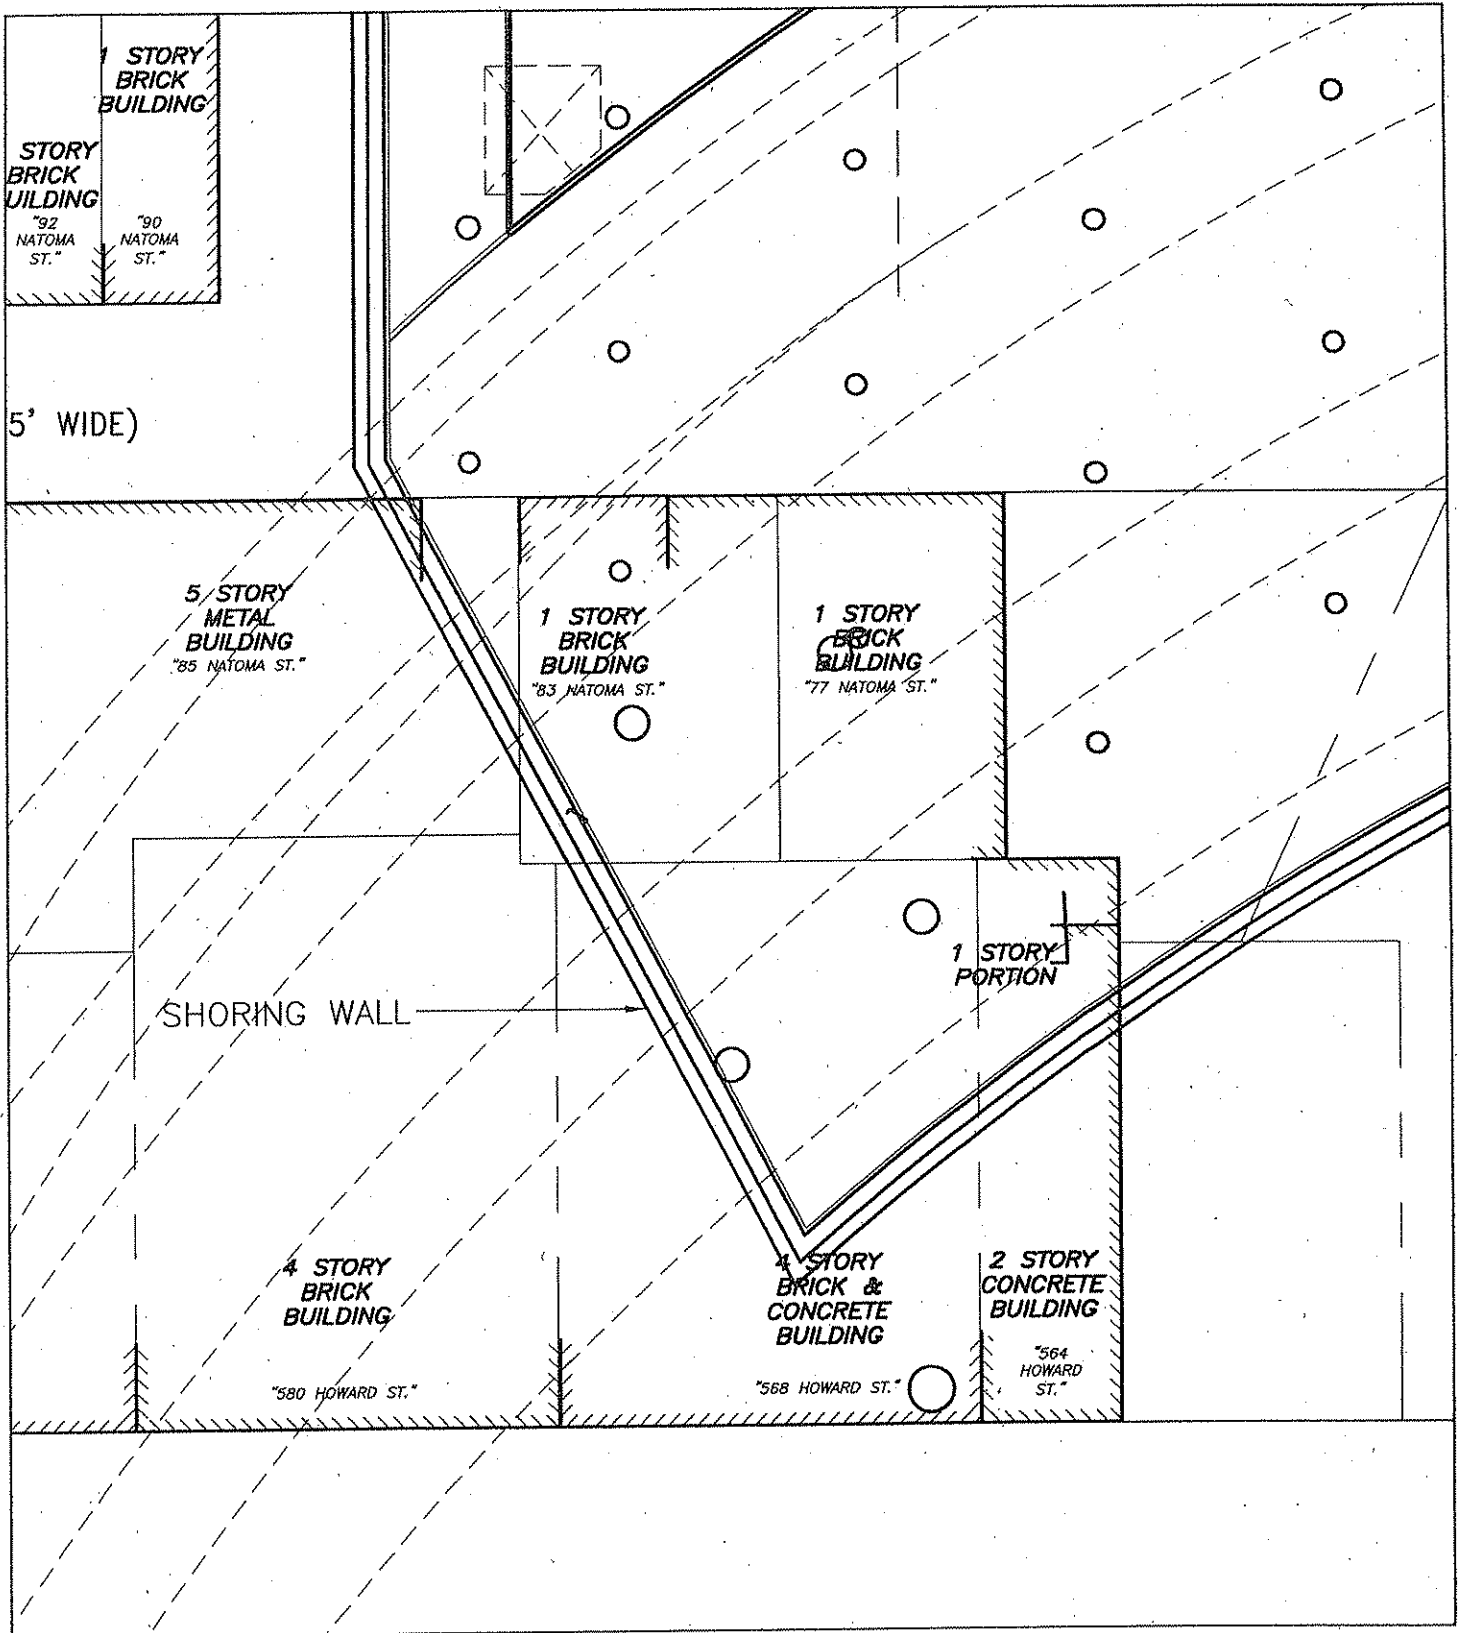 1 STORY
BRICK
BUILDING
STORY
BRICK
UILDING
"92
NATOMA
ST."
"90
NATOMA
ST."
5' WIDE)
5 STORY
METAL
BUILDING
"85 NATOMA ST."
1 STORY
BRICK
BUILDING
"83 NATOMA ST."
1 STORY
BRICK
BUILDING
"77 NATOMA ST."
1 STORY
PORTION
SHORING WALL
4 STORY
BRICK
BUILDING
"580 HOWARD ST."
4 STORY
BRICK &
CONCRETE
BUILDING
"568 HOWARD ST."
2 STORY
CONCRETE
BUILDING
"564
HOWARD
ST."